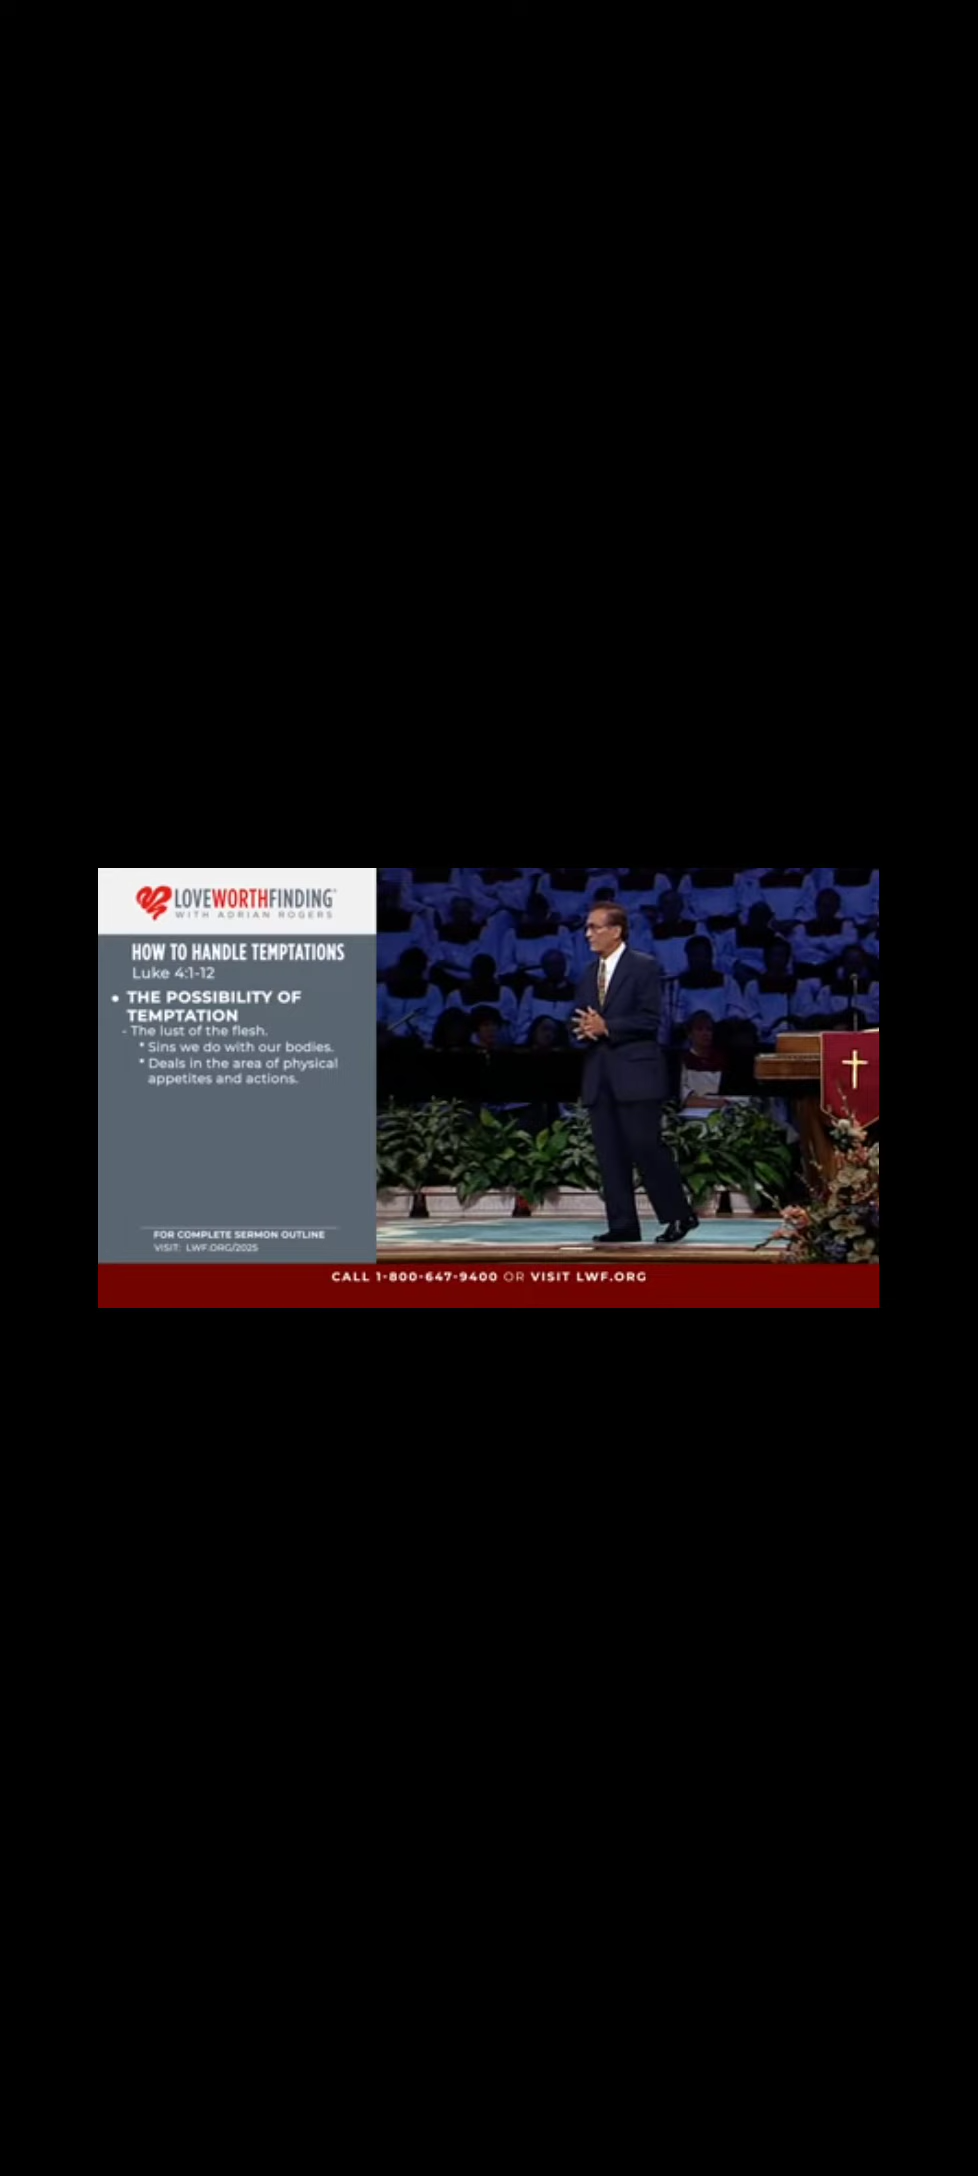 LOVEWORTHFINDING
WITH ADRIAN ROGERS
HOW TO HANDLE TEMPTATIONS
Luke 4:1-12
• THE POSSIBILITY OF
TEMPTATION
- The lust of the flesh.
* Sins we do with our bodies.
* Deals in the area of physical
appetites and actions.
FOR COMPLETE SERMON OUTLINE
VISIT: LWF.ORG/2025
CALL 1-800-647-9400 OR VISIT LWF.ORG